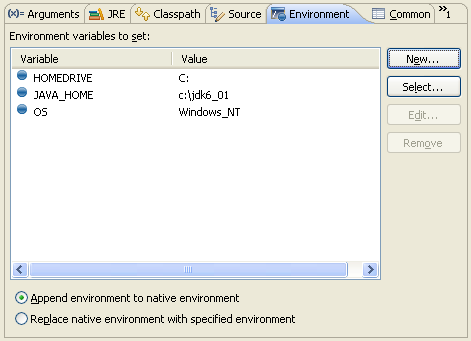 (x)= Arguments JRE Classpath Source Environment Common »1
Environment variables to set:
Variable Value
HOMEDRIVE C:
JAVA_HOME c:\jdk6_01
OS Windows_NT
New...
Select...
Edit...
Remove
Append environment to native environment
Replace native environment with specified environment